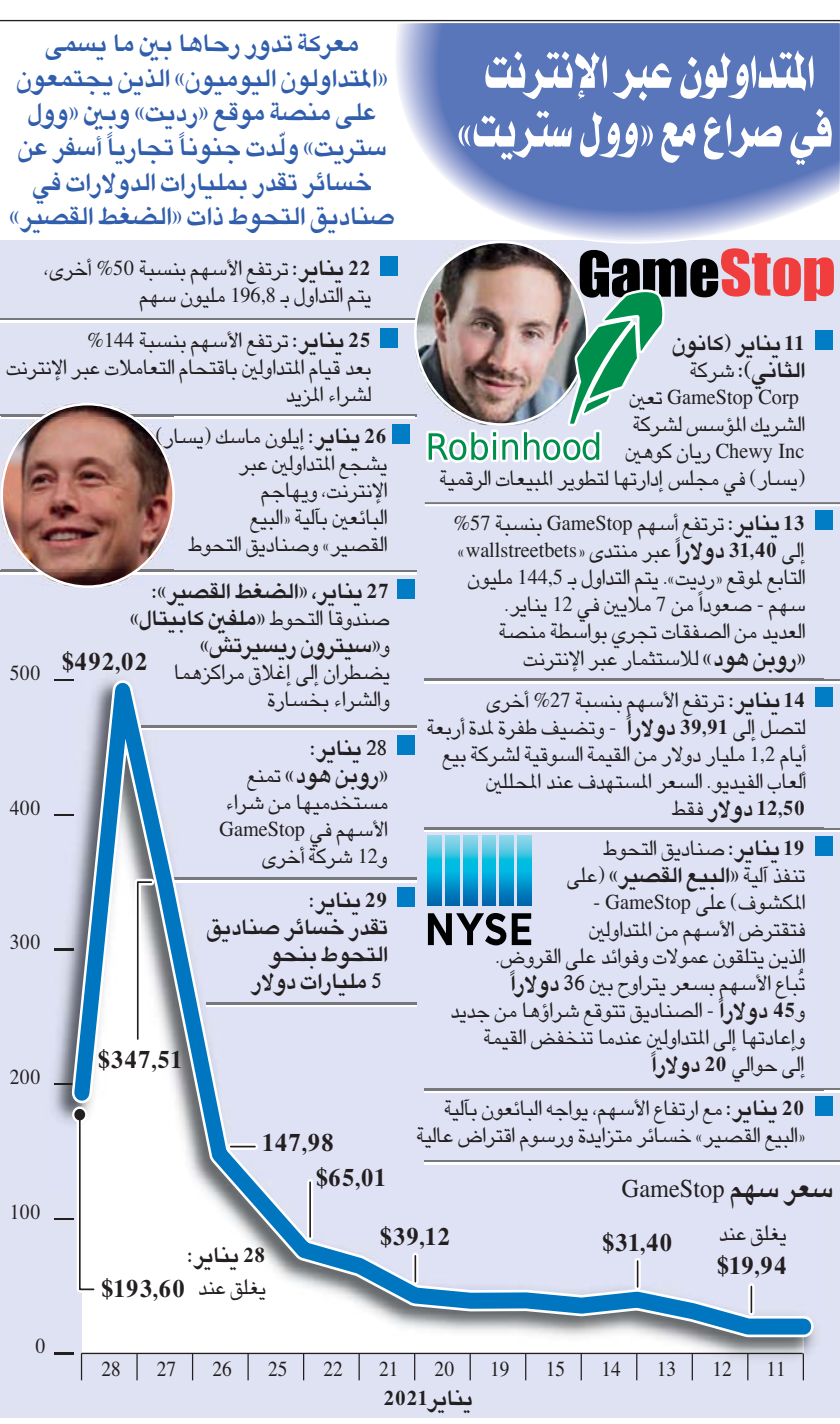 المتداولون عبر الإنترنت
في صراع مع «وول ستريت»
معركة تدور رحاها بين ما يسمى
«المتداولون اليوميون» الذين يجتمعون
على منصة موقع «رديت» وبين «وول
ستريت» ولّدت جنوناً تجارياً أسفر عن
خسائر تقدر بمليارات الدولارات في
صناديق التحوط ذات «الضغط القصير»
GameStop
Robinhood
11 يناير (كانون
الثاني): شركة
GameStop Corp تعين
الشريك المؤسس لشركة
Chewy Inc ريان كوهين
(يسار) في مجلس إدارتها لتطوير المبيعات الرقمية
13 يناير: ترتفع أسهم GameStop بنسبة 57%
إلى 31,40 دولاراً عبر منتدى «wallstreetbets»
التابع لموقع «رديت». يتم التداول بـ 144,5 مليون
سهم - صعوداً من 7 ملايين في 12 يناير.
العديد من الصفقات تجري بواسطة منصة
«روبن هود» للاستثمار عبر الإنترنت
14 يناير: ترتفع الأسهم بنسبة 27% أخرى
لتصل إلى 39,91 دولاراً - وتضيف طفرة لمدة أربعة
أيام 1,2 مليار دولار من القيمة السوقية لشركة بيع
ألعاب الفيديو. السعر المستهدف عند المحللين
12,50 دولار فقط
NYSE
19 يناير: صناديق التحوط
تنفذ آلية «البيع القصير» (على
المكشوف) على GameStop -
فتقترض الأسهم من المتداولين
الذين يتلقون عمولات وفوائد على القروض.
تُباع الأسهم بسعر يتراوح بين 36 دولاراً
و45 دولاراً - الصناديق تتوقع شراؤها من جديد
وإعادتها إلى المتداولين عندما تنخفض القيمة
إلى حوالي 20 دولاراً
20 يناير: مع ارتفاع الأسهم، يواجه البائعون بآلية
«البيع القصير» خسائر متزايدة ورسوم اقتراض عالية
22 يناير: ترتفع الأسهم بنسبة 50% أخرى،
يتم التداول بـ 196,8 مليون سهم
25 يناير: ترتفع الأسهم بنسبة 144%
بعد قيام المتداولين باقتحام التعاملات عبر الإنترنت
لشراء المزيد
26 يناير: إيلون ماسك (يسار)
يشجع المتداولين عبر
الإنترنت، ويهاجم
البائعين بآلية «البيع
القصير» وصناديق التحوط
27 يناير، «الضغط القصير»:
صندوقا التحوط «ملفين كابيتال»
و«سيترون ريسيرتش»
يضطران إلى إغلاق مراكزهما
والشراء بخسارة
28 يناير:
«روبن هود» تمنع
مستخدميها من شراء
الأسهم في GameStop
و12 شركة أخرى
29 يناير:
تقدر خسائر صناديق
التحوط بنحو
5 مليارات دولار
سعر سهم GameStop
يغلق عند
$19,94
$31,40
$39,12
$65,01
147,98
$347,51
$492,02
28 يناير:
يغلق عند $193,60
500
400
300
200
100
0
28 27 26 25 22 21 20 19 15 14 13 12 11
يناير2021